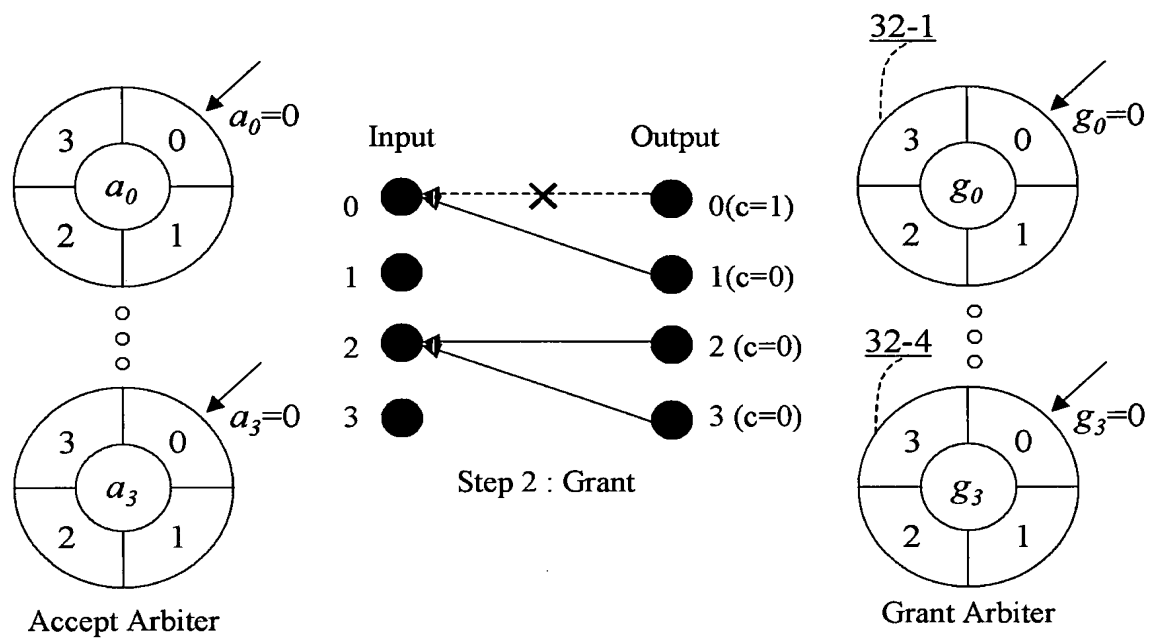 32-1
a0=0
3 0
a0
2 1
Input Output
0 0(c=1)
1 1(c=0)
2 2 (c=0)
3 3 (c=0)
Step 2 : Grant
g0=0
3 0
g0
2 1
32-4
a3=0
3 0
a3
2 1
Accept Arbiter
g3=0
3 0
g3
2 1
Grant Arbiter